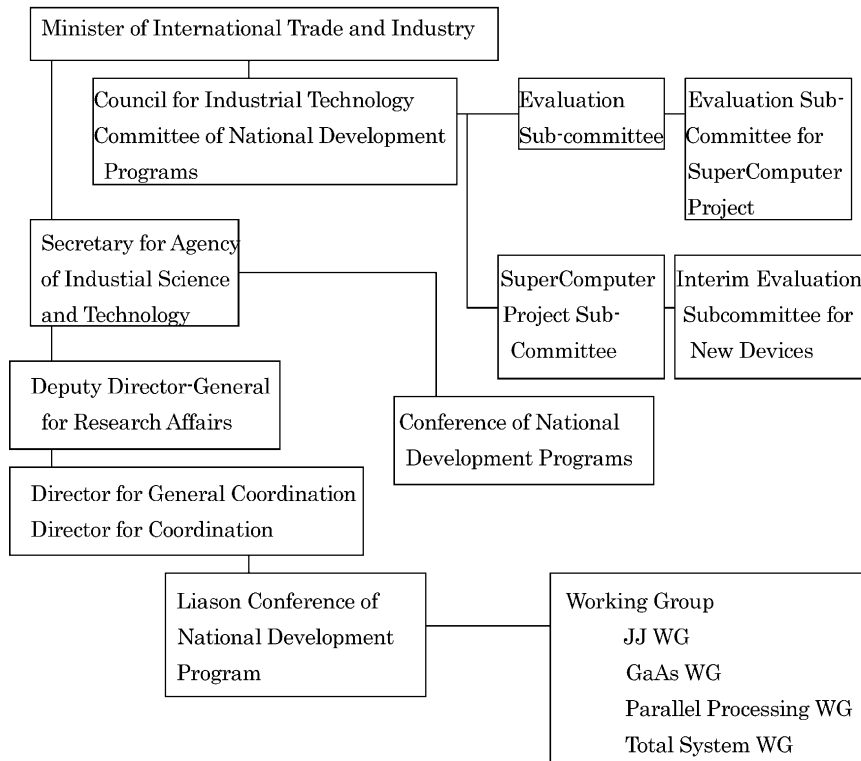 Minister of International Trade and Industry
Council for Industrial Technology
Committee of National Development
Programs
Evaluation
Sub-committee
Evaluation Sub-
Committee for
SuperComputer
Project
Secretary for Agency
of Industial Science
and Technology
SuperComputer
Project Sub-
Committee
Interim Evaluation
Subcommittee for
New Devices
Deputy Director-General
for Research Affairs
Conference of National
Development Programs
Director for General Coordination
Director for Coordination
Liason Conference of
National Development
Program
Working Group
JJ WG
GaAs WG
Parallel Processing WG
Total System WG